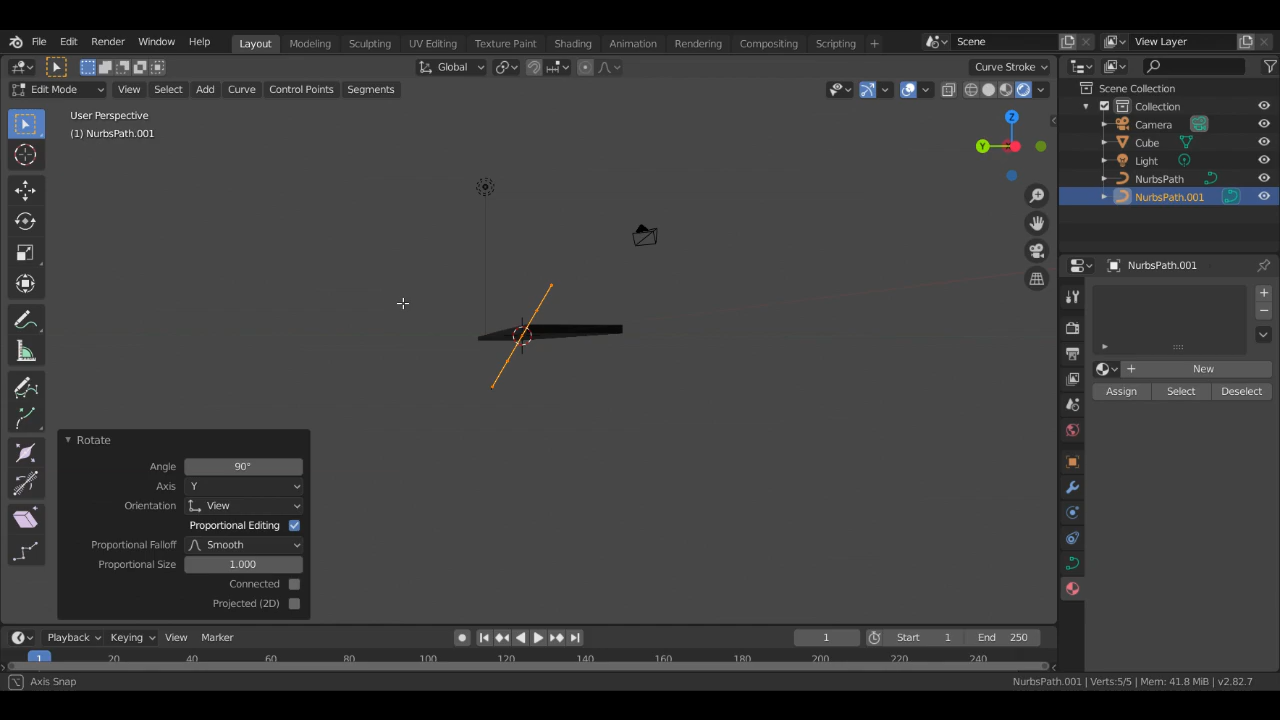 File Edit Render Window Help Layout Modeling Sculpting UV Editing Texture Paint Shading Animation Rendering Compositing Scripting + Scene View Layer
Global Curve Stroke
Edit Mode View Select Add Curve Control Points Segments
User Perspective
(1) NurbsPath.001
Z
Y
Scene Collection
Collection
Camera
Cube
Light
NurbsPath
NurbsPath.001
NurbsPath.001
New
Assign Select Deselect
Rotate
Angle 90°
Axis Y
Orientation View
Proportional Editing
Proportional Falloff Smooth
Proportional Size 1.000
Connected
Projected (2D)
Playback Keying View Marker 1 Start 1 End 250
1 20 40 60 80 100 120 140 160 180 200 220 240
Axis Snap NurbsPath.001 | Verts:5/5 | Mem: 41.8 MiB | v2.82.7